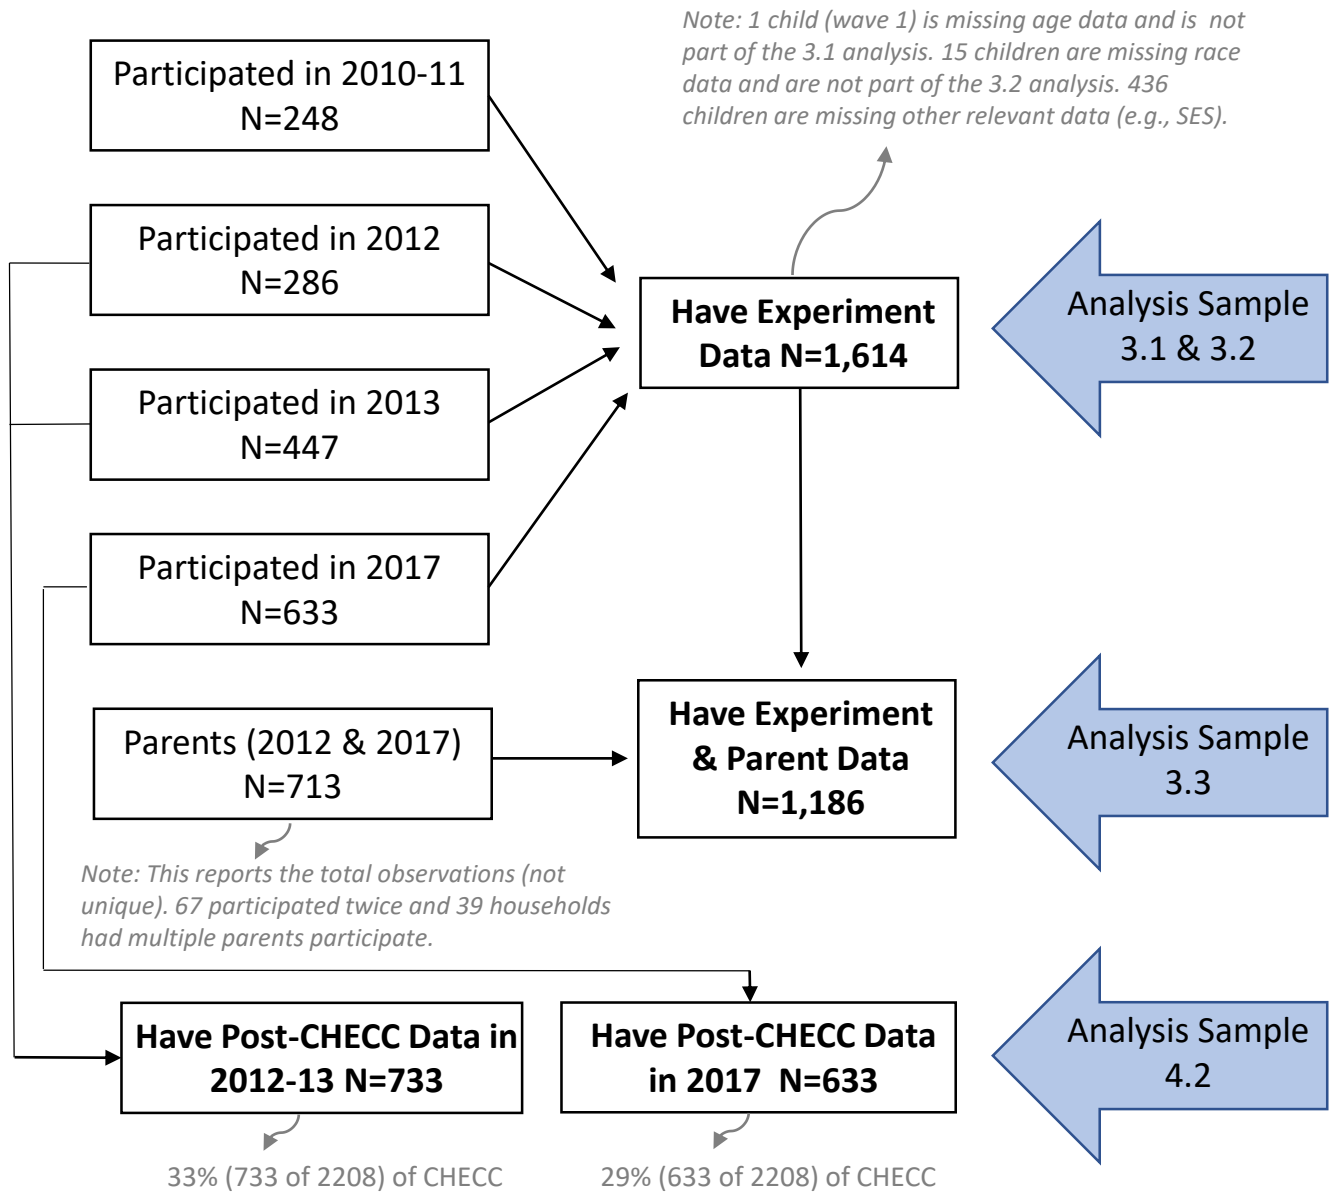 Note: 1 child (wave 1) is missing age data and is not
part of the 3.1 analysis. 15 children are missing race
data and are not part of the 3.2 analysis. 436
children are missing other relevant data (e.g., SES).
Participated in 2010-11
N=248
Participated in 2012
N=286
Have Experiment
Data N=1,614
Analysis Sample
3.1 & 3.2
Participated in 2013
N=447
Participated in 2017
N=633
Parents (2012 & 2017)
N=713
Have Experiment
& Parent Data
N=1,186
Analysis Sample
3.3
Note: This reports the total observations (not
unique). 67 participated twice and 39 households
had multiple parents participate.
Have Post-CHECC Data in
2012-13 N=733
Have Post-CHECC Data
in 2017 N=633
Analysis Sample
4.2
33% (733 of 2208) of CHECC
29% (633 of 2208) of CHECC